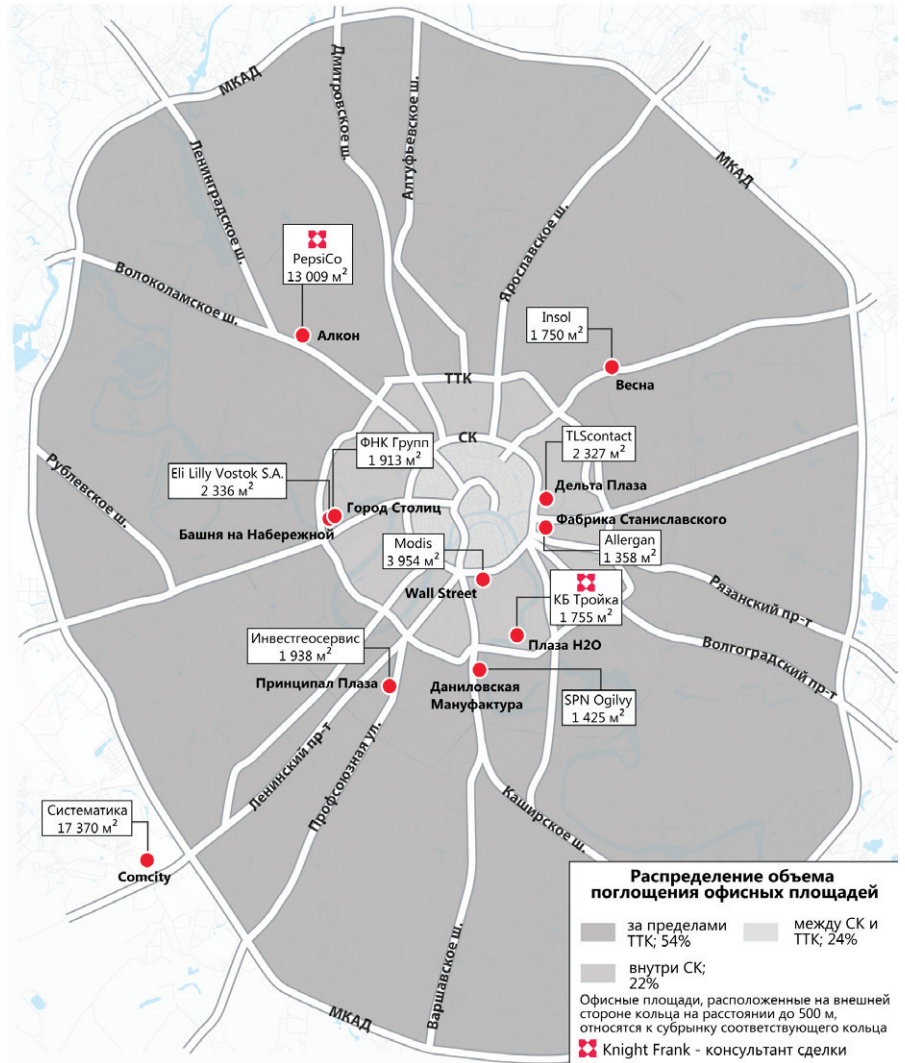 МКАД
Дмитровское ш.
Алтуфьевское ш.
Ленинградское ш.
МКАД
Ярославское ш.
PepsiCo
13 009 м²
Волоколамское ш.
Алкон
Insol
1 750 м²
Весна
ТТК
СК
ФНК Групп
1 913 м²
TLScontact
2 327 м²
Рублевское ш.
Eli Lilly Vostok S.A.
2 336 м²
Дельта Плаза
Город Столиц
Башня на Набережной
Фабрика Станиславского
Modis
3 954 м²
Allergan
1 358 м²
Wall Street
КБ Тройка
1 755 м²
Рязанский пр-т
Плаза H2O
Волгоградский пр-т
Инвестгеосервис
1 938 м²
Принципал Плаза
Даниловская
Мануфактура
SPN Ogilvy
1 425 м²
Ленинский пр-т
Профсоюзная ул.
Каширское ш.
Систематика
17 370 м²
Comcity
Варшавское ш.
МКАД
Распределение объема
поглощения офисных площадей
за пределами
ТТК; 54%
между СК и
ТТК; 24%
внутри СК;
22%
Офисные площади, расположенные на внешней
стороне кольца на расстоянии до 500 м,
относятся к субрынку соответствующего кольца
Knight Frank - консультант сделки